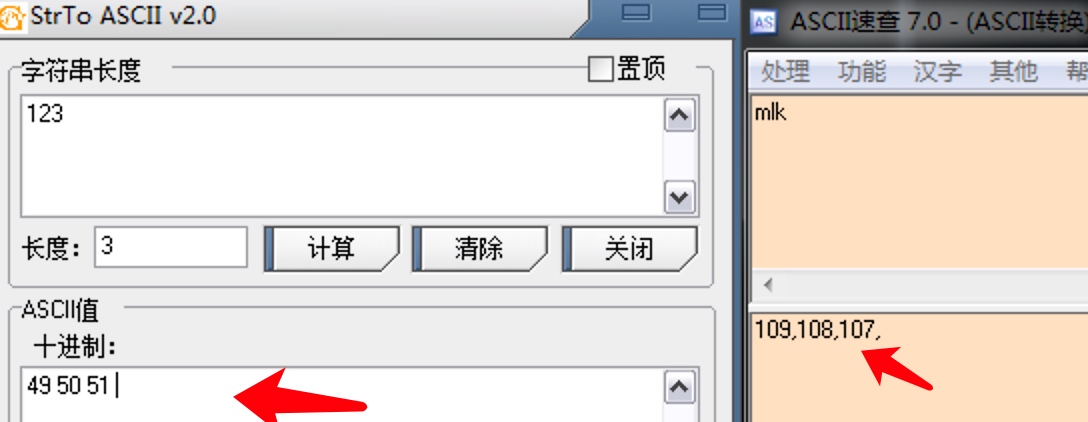 StrTo ASCII v2.0
字符串长度
置顶
123
长度: 3 计算 清除 关闭
ASCII值
十进制:
49 50 51
AS ASCII速查 7.0 - (ASCII转换)
处理 功能 汉字 其他 帮
mlk
109,108,107,